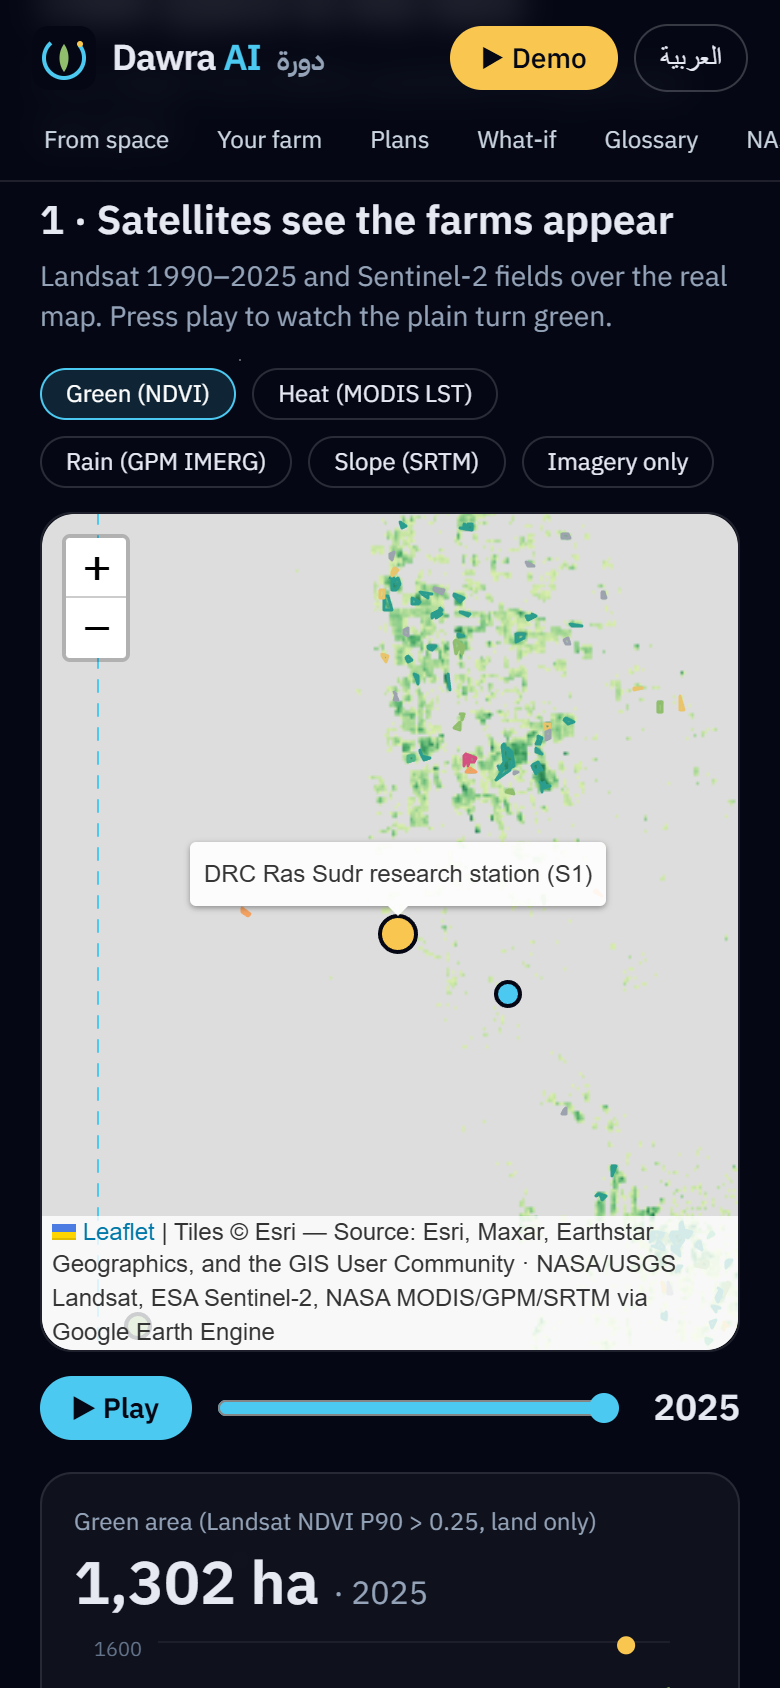 Dawra AI دورة
▶ Demo
العربية
From space Your farm Plans What-if Glossary NA
1 · Satellites see the farms appear
Landsat 1990–2025 and Sentinel-2 fields over the real
map. Press play to watch the plain turn green.
Green (NDVI) Heat (MODIS LST)
Rain (GPM IMERG) Slope (SRTM) Imagery only
+
−
DRC Ras Sudr research station (S1)
Leaflet | Tiles © Esri — Source: Esri, Maxar, Earthstar
Geographics, and the GIS User Community · NASA/USGS
Landsat, ESA Sentinel-2, NASA MODIS/GPM/SRTM via
Google Earth Engine
▶ Play 2025
Green area (Landsat NDVI P90 > 0.25, land only)
1,302 ha · 2025
1600